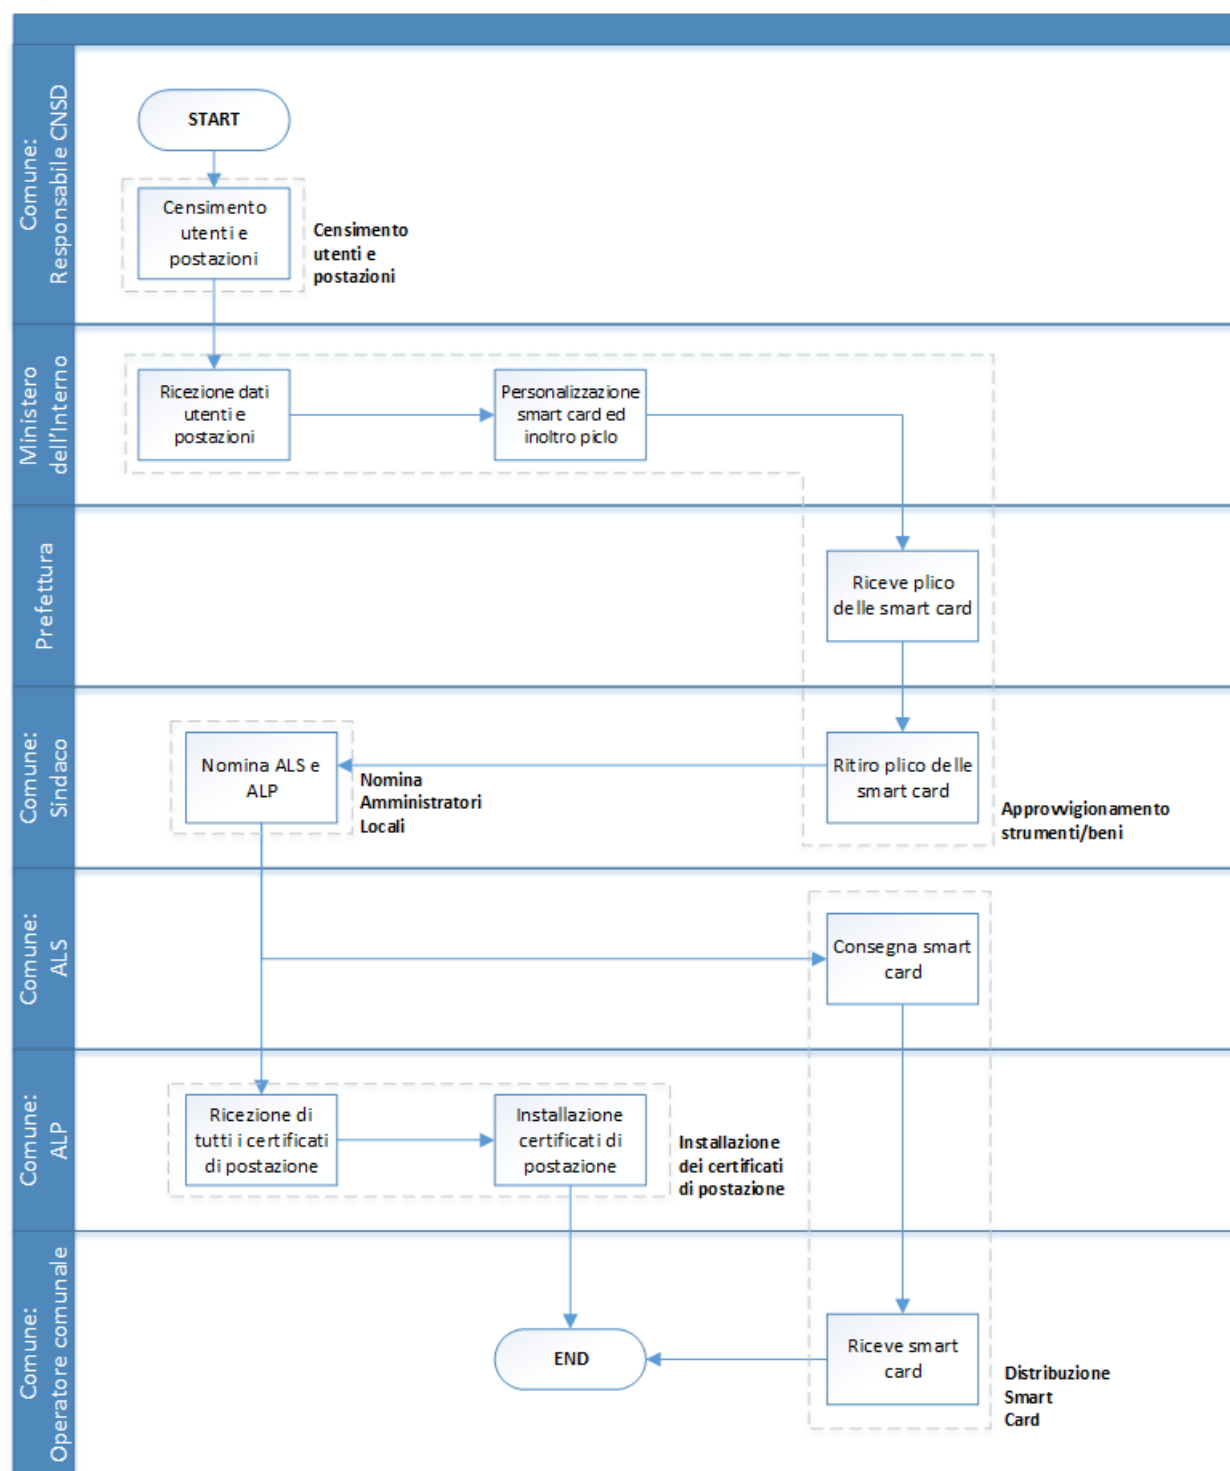 Comune:
Responsabile CNSD
START
Censimento
utenti e
postazioni
Censimento
utenti e
postazioni
Ministero
dell'Interno
Ricezione dati
utenti e
postazioni
Personalizzazione
smart card ed
inoltro piclo
Prefettura
Riceve plico
delle smart card
Comune:
Sindaco
Nomina ALS e
ALP
Nomina
Amministratori
Locali
Ritiro plico delle
smart card
Approvvigionamento
strumenti/beni
Comune:
ALS
Consegna smart
card
Comune:
ALP
Ricezione di
tutti i certificati
di postazione
Installazione
certificati di
postazione
Installazione
dei certificati
di postazione
Comune:
Operatore comunale
END
Riceve smart
card
Distribuzione
Smart
Card